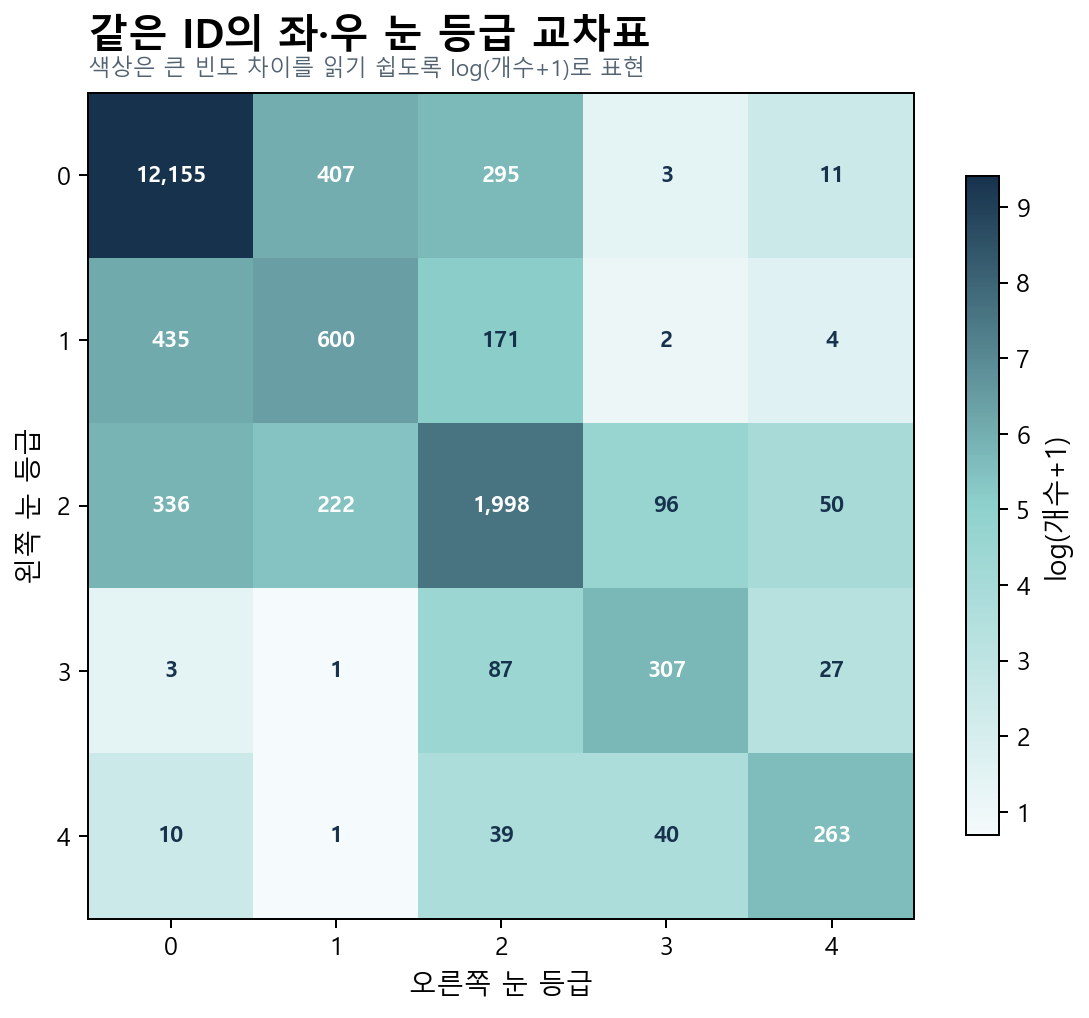 같은 ID의 좌·우 눈 등급 교차표
색상은 큰 빈도 차이를 읽기 쉽도록 log(개수+1)로 표현
0 12,155 407 295 3 11
1 435 600 171 2 4
2 336 222 1,998 96 50
3 3 1 87 307 27
4 10 1 39 40 263
0 1 2 3 4
오른쪽 눈 등급
왼쪽 눈 등급
9
8
7
6
5
4
3
2
1
log(개수+1)